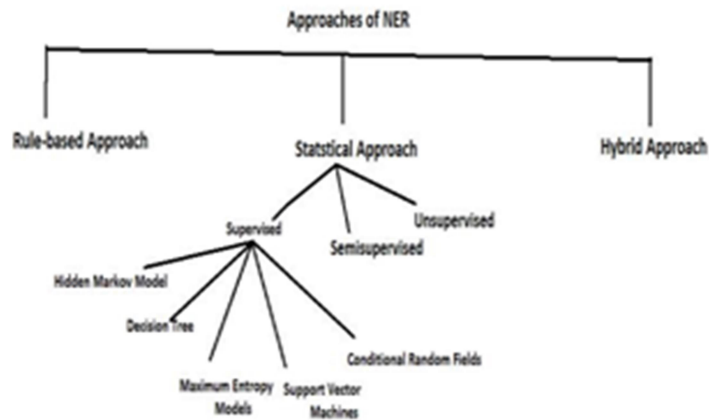 Approaches of NER
Rule-based Approach
Statstical Approach
Hybrid Approach
Supervised
Semisupervised
Unsupervised
Hidden Markov Model
Decision Tree
Maximum Entropy
Models
Support Vector
Machines
Conditional Random Fields